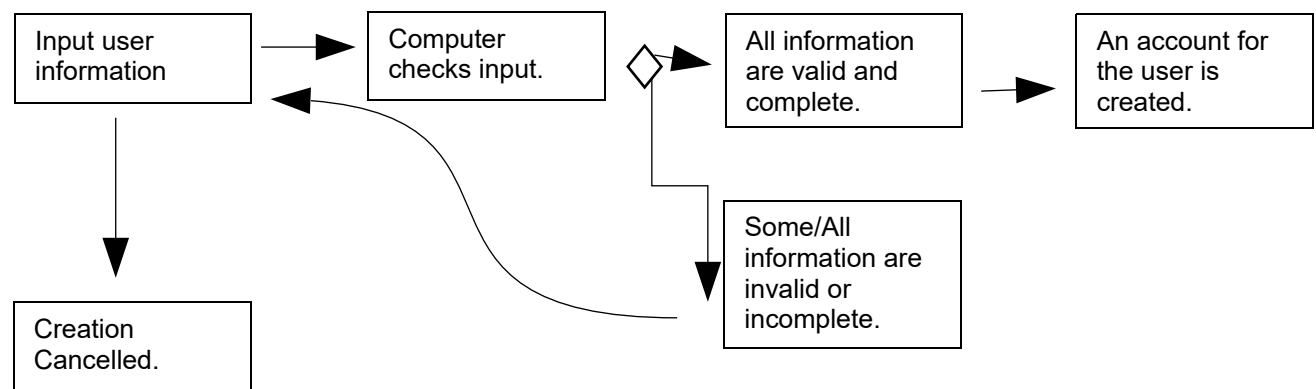 Input user
information
Computer
checks input.
All information
are valid and
complete.
An account for
the user is
created.
Some/All
information are
invalid or
incomplete.
Creation
Cancelled.